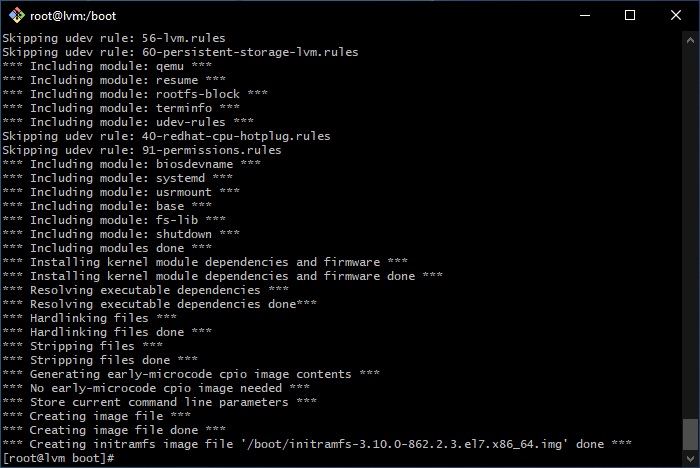 root@lvm:/boot
Skipping udev rule: 56-lvm.rules
Skipping udev rule: 60-persistent-storage-lvm.rules
*** Including module: qemu ***
*** Including module: resume ***
*** Including module: rootfs-block ***
*** Including module: terminfo ***
*** Including module: udev-rules ***
Skipping udev rule: 40-redhat-cpu-hotplug.rules
Skipping udev rule: 91-permissions.rules
*** Including module: biosdevname ***
*** Including module: systemd ***
*** Including module: usrmount ***
*** Including module: base ***
*** Including module: fs-lib ***
*** Including module: shutdown ***
*** Including modules done ***
*** Installing kernel module dependencies and firmware ***
*** Installing kernel module dependencies and firmware done ***
*** Resolving executable dependencies ***
*** Resolving executable dependencies done***
*** Hardlinking files ***
*** Hardlinking files done ***
*** Stripping files ***
*** Stripping files done ***
*** Generating early-microcode cpio image contents ***
*** No early-microcode cpio image needed ***
*** Store current command line parameters ***
*** Creating image file ***
*** Creating image file done ***
*** Creating initramfs image file '/boot/initramfs-3.10.0-862.2.3.el7.x86_64.img' done ***
[root@lvm boot]#